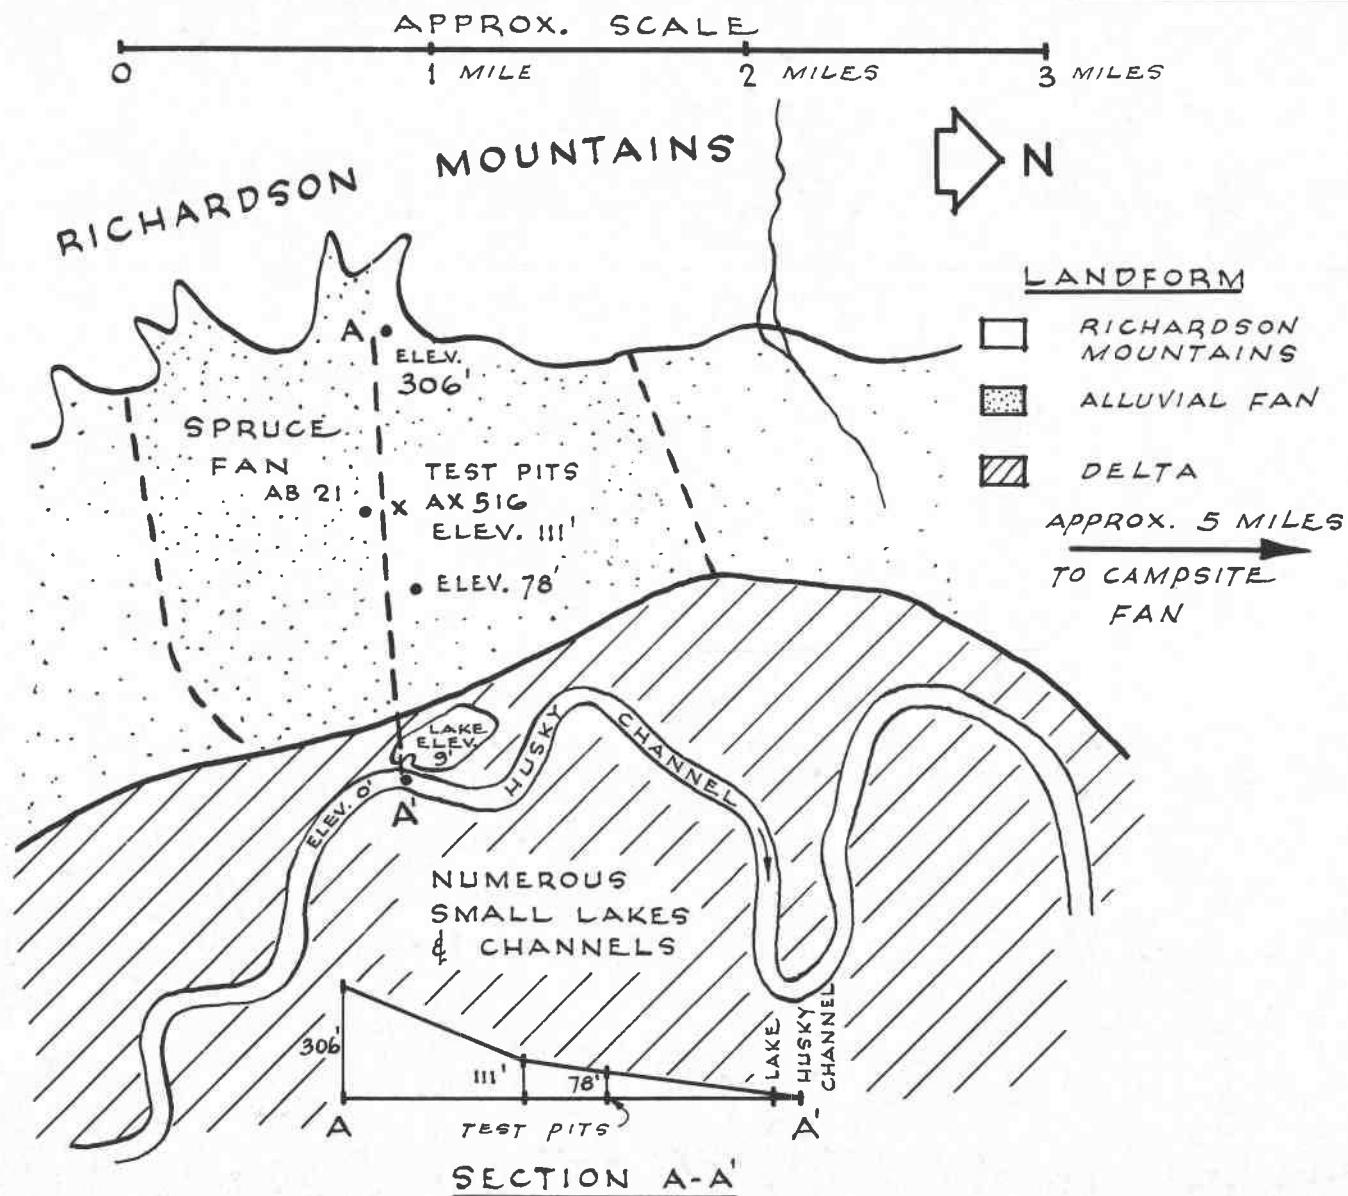 APPROX. SCALE
0 1 MILE 2 MILES 3 MILES
RICHARDSON MOUNTAINS
N
LANDFORM
RICHARDSON
MOUNTAINS
ALLUVIAL FAN
DELTA
APPROX. 5 MILES
TO CAMPSITE
FAN
A
ELEV.
306'
SPRUCE
FAN
AB 21
TEST PITS
X AX 516
ELEV. 111'
ELEV. 78'
LAKE
ELEV.
9'
HUSKY CHANNEL
ELEV. 0'
A'
NUMEROUS
SMALL LAKES
& CHANNELS
306'
111'
78'
LAKE
HUSKY
CHANNEL
A
TEST PITS
A'
SECTION A-A'